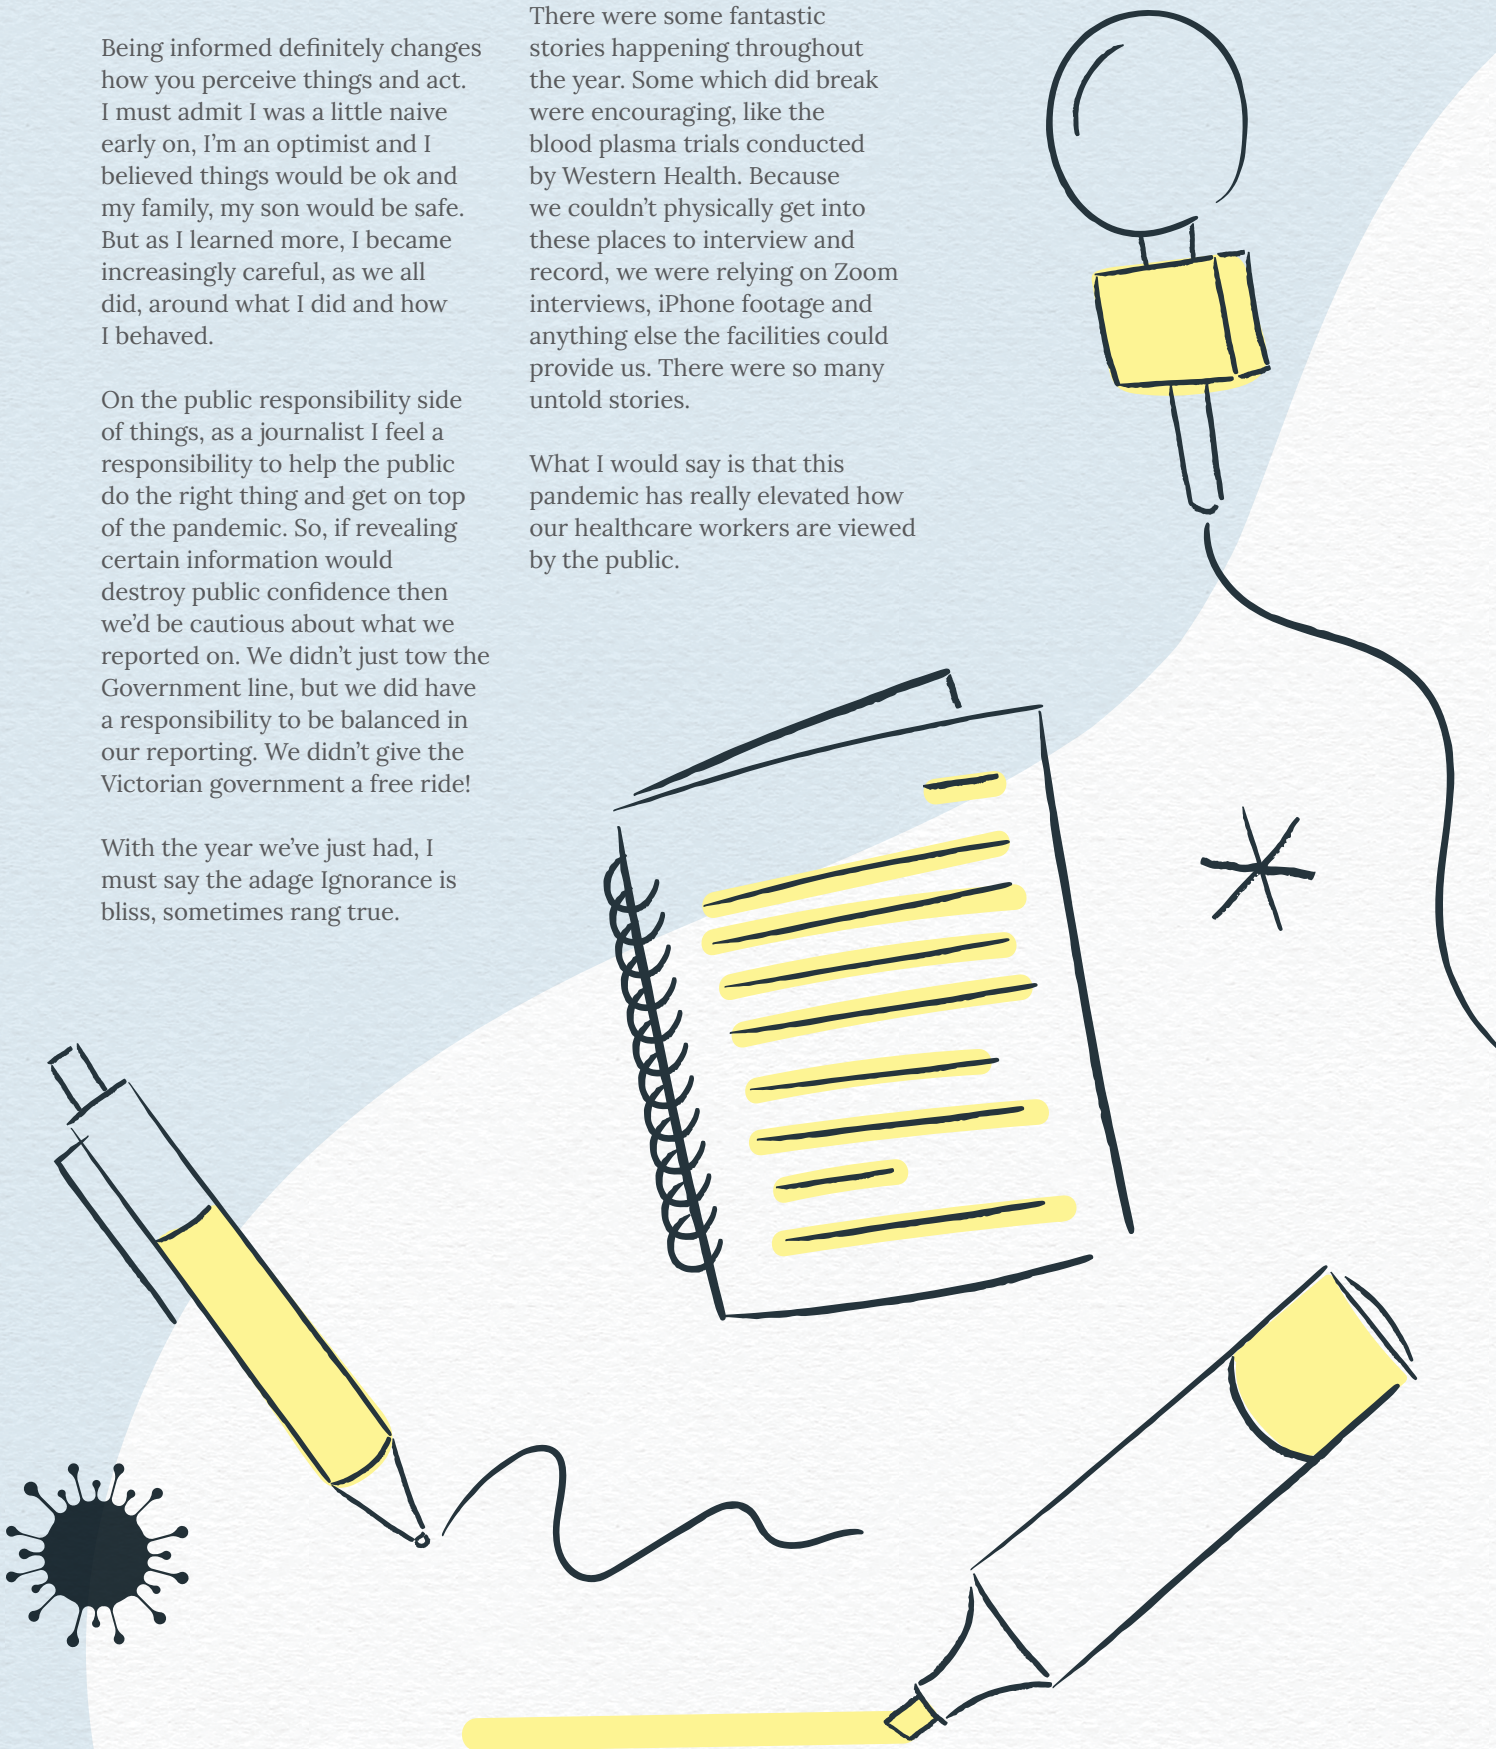 Being informed definitely changes
how you perceive things and act.
I must admit I was a little naive
early on, I’m an optimist and I
believed things would be ok and
my family, my son would be safe.
But as I learned more, I became
increasingly careful, as we all
did, around what I did and how
I behaved.
On the public responsibility side
of things, as a journalist I feel a
responsibility to help the public
do the right thing and get on top
of the pandemic. So, if revealing
certain information would
destroy public confidence then
we’d be cautious about what we
reported on. We didn’t just tow the
Government line, but we did have
a responsibility to be balanced in
our reporting. We didn’t give the
Victorian government a free ride!
With the year we’ve just had, I
must say the adage Ignorance is
bliss, sometimes rang true.
There were some fantastic
stories happening throughout
the year. Some which did break
were encouraging, like the
blood plasma trials conducted
by Western Health. Because
we couldn’t physically get into
these places to interview and
record, we were relying on Zoom
interviews, iPhone footage and
anything else the facilities could
provide us. There were so many
untold stories.
What I would say is that this
pandemic has really elevated how
our healthcare workers are viewed
by the public.